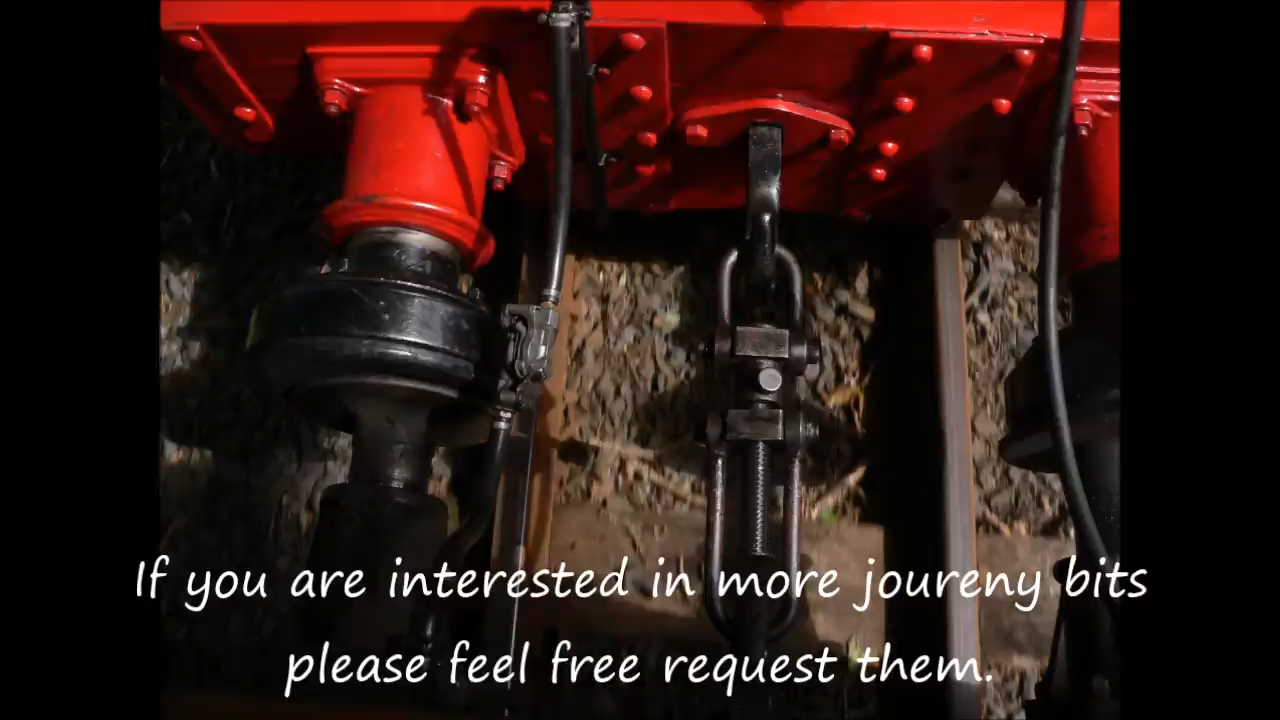 If you are interested in more joureny bits
please feel free request them.